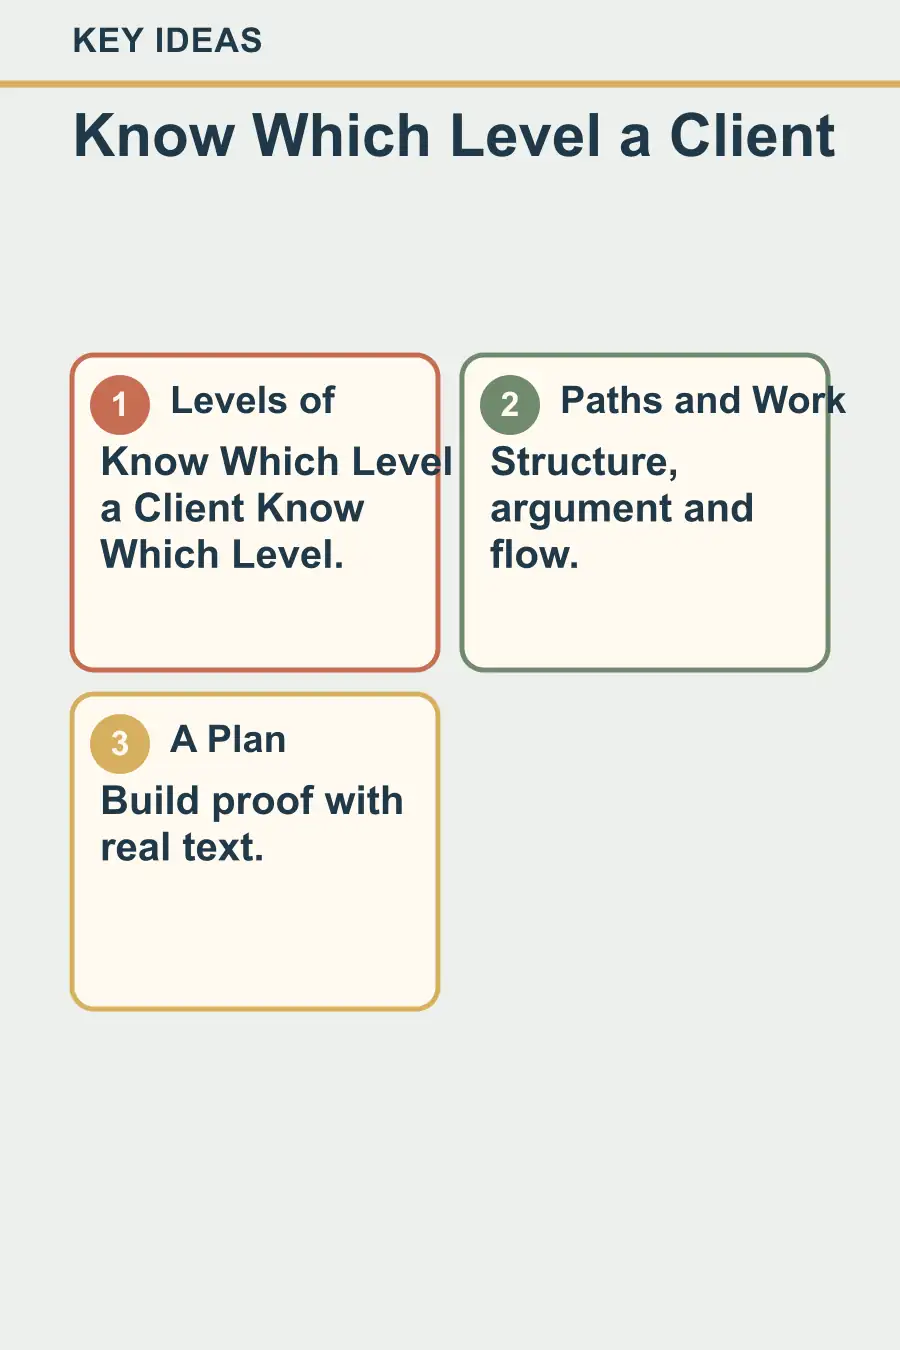 KEY IDEAS
Know Which Level a Client
1 Levels of
Know Which Level
a Client Know
Which Level.
2 Paths and Work
Structure,
argument and
flow.
3 A Plan
Build proof with
real text.